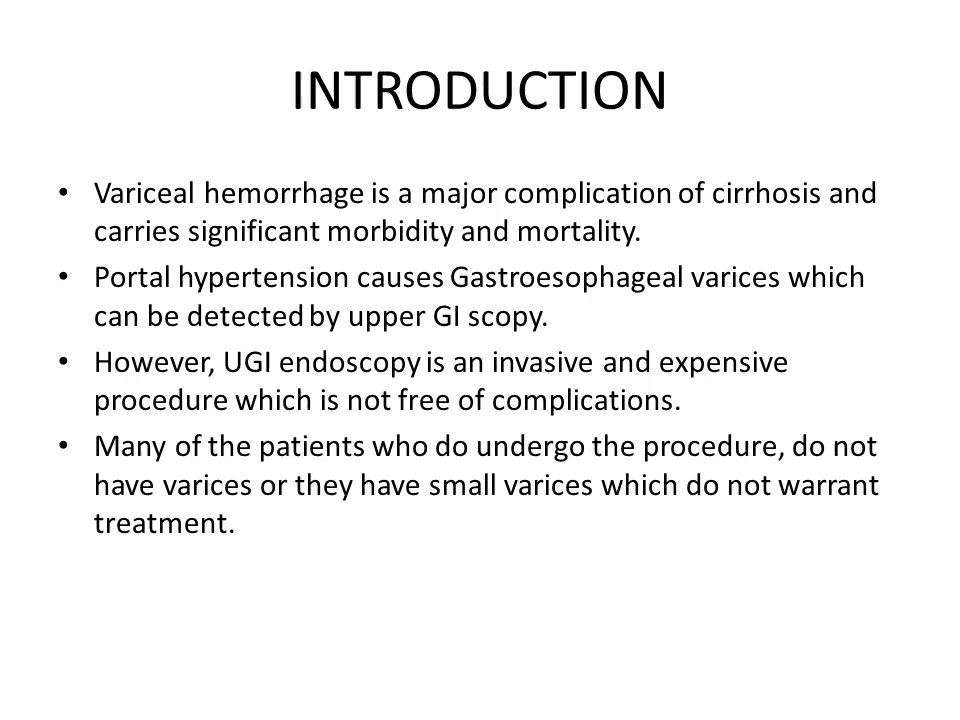 INTRODUCTION
• Variceal hemorrhage is a major complication of cirrhosis and
carries significant morbidity and mortality.
• Portal hypertension causes Gastroesophageal varices which
can be detected by upper GI scopy.
• However, UGI endoscopy is an invasive and expensive
procedure which is not free of complications.
• Many of the patients who do undergo the procedure, do not
have varices or they have small varices which do not warrant
treatment.